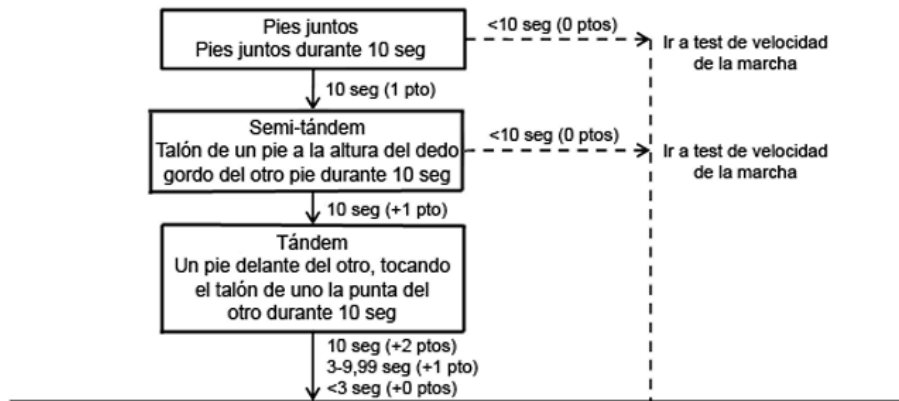 Pies juntos
Pies juntos durante 10 seg
<10 seg (0 ptos)
Ir a test de velocidad
de la marcha
10 seg (1 pto)
Semi-tándem
Talón de un pie a la altura del dedo
gordo del otro pie durante 10 seg
<10 seg (0 ptos)
Ir a test de velocidad
de la marcha
10 seg (+1 pto)
Tándem
Un pie delante del otro, tocando
el talón de uno la punta del
otro durante 10 seg
10 seg (+2 ptos)
3-9,99 seg (+1 pto)
<3 seg (+0 ptos)